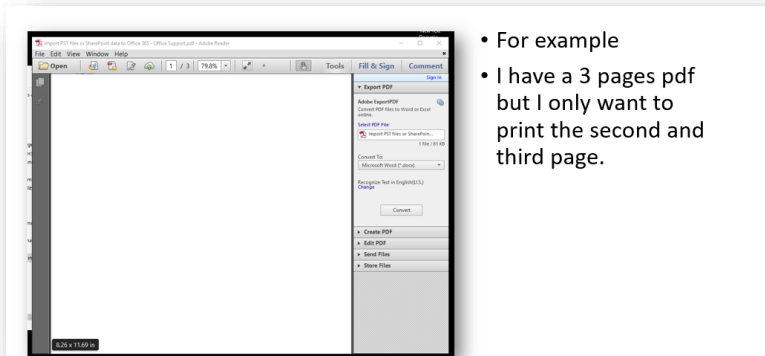 Import PST files or SharePoint data to Office 365 - Office Support.pdf - Adobe Reader
File Edit View Window Help
Open 1 / 3 79.8% Tools Fill & Sign Comment
Sign In
Export PDF
Adobe ExportPDF
Convert PDF files to Word or Excel
online.
Select PDF File:
Import PST files or SharePoin...
1 file / 81 KB
Convert To:
Microsoft Word (*.docx)
Recognize Text in English(U.S.)
Change
Convert
Create PDF
Edit PDF
Send Files
Store Files
8.26 x 11.69 in
• For example
• I have a 3 pages pdf
but I only want to
print the second and
third page.